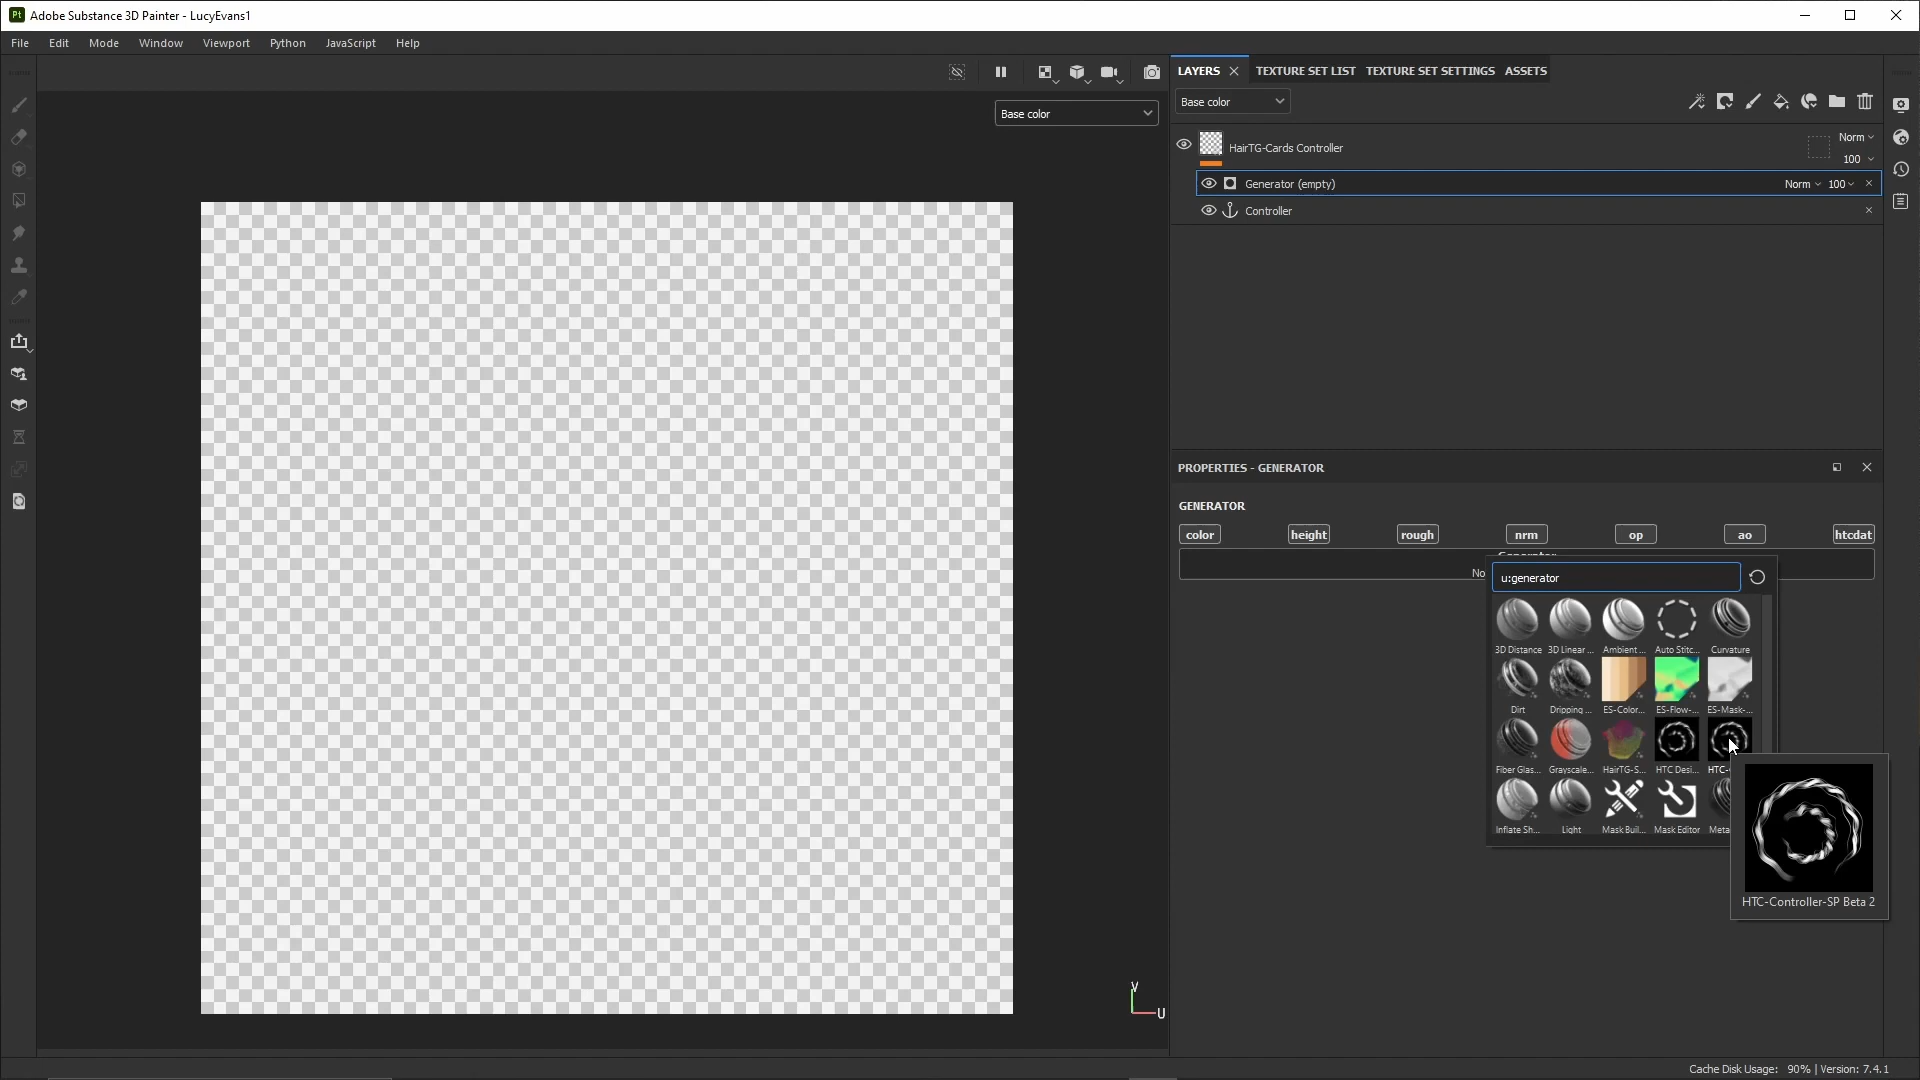 Pt Adobe Substance 3D Painter - LucyEvans1
File Edit Mode Window Viewport Python JavaScript Help
LAYERS TEXTURE SET LIST TEXTURE SET SETTINGS ASSETS
Base color
Base color
HairTG-Cards Controller
Norm
100
Generator (empty)
Norm 100
Controller
PROPERTIES - GENERATOR
GENERATOR
color height rough nrm op ao htcdat
Generator
No
u:generator
3D Distance 3D Linear ... Ambient ... Auto Stitc... Curvature
Dirt Dripping ... ES-Color... ES-Flow-... ES-Mask-...
Fiber Glas... Grayscale... HairTG-S... HTC Desi... HTC-
Inflate Sh... Light Mask Buil... Mask Editor Meta
HTC-Controller-SP Beta 2
V
U
Cache Disk Usage: 90% | Version: 7.4.1